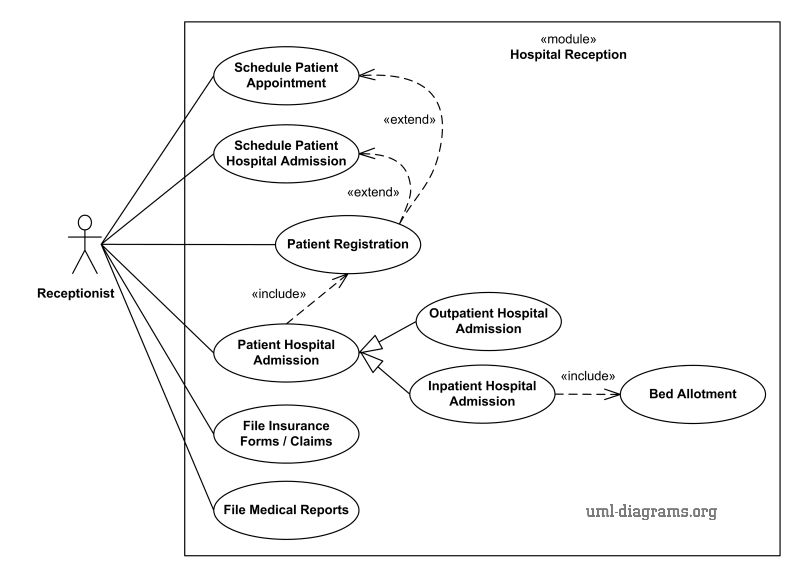 «module»
Hospital Reception
Schedule Patient
Appointment
«extend»
Schedule Patient
Hospital Admission
«extend»
Patient Registration
Receptionist
«include»
Patient Hospital
Admission
Outpatient Hospital
Admission
Inpatient Hospital
Admission
«include»
Bed Allotment
File Insurance
Forms / Claims
File Medical Reports
uml-diagrams.org